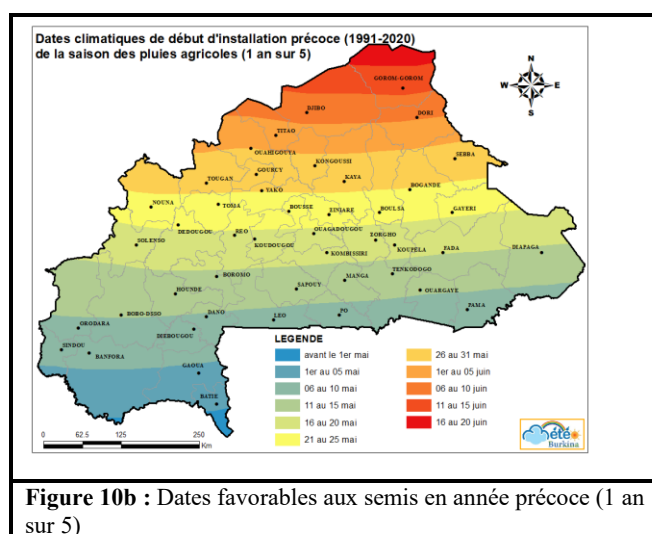 Dates climatiques de début d'installation précoce (1991-2020)
de la saison des pluies agricoles (1 an sur 5)
N
W E
S
GOROM-GOROM
DJIBO
DORI
TITAO
OUAHIGOUYA
KONGOUSSI
SEBBA
GOURCY
TOUGAN
KAYA
YAKO
BOGANDE
NOUNA
TOMA
BOUSSE
ZINIARE
BOULSA
GAYERI
DEDOUGOU
REO
OUAGADOUGOU
ZORGHO
SOLENSO
KOUDOUGOU
KOUPELA
KOMBISSIRI
FADA
DIAPAGA
BOROMO
TENKODOGO
MANGA
HOUNDE
SAPOUY
OUARGAYE
BOBO-DSSO
DANO
LEO
PO
PAMA
ORODARA
DIEBOUGOU
SINDOU
BANFORA
GAOUA
BATIE
LEGENDE
avant le 1er mai
1er au 05 mai
06 au 10 mai
11 au 15 mai
16 au 20 mai
21 au 25 mai
26 au 31 mai
1er au 05 juin
06 au 10 juin
11 au 15 juin
16 au 20 juin
0 62.5 125 250
Km
été
Burkina
Figure 10b : Dates favorables aux semis en année précoce (1 an
sur 5)